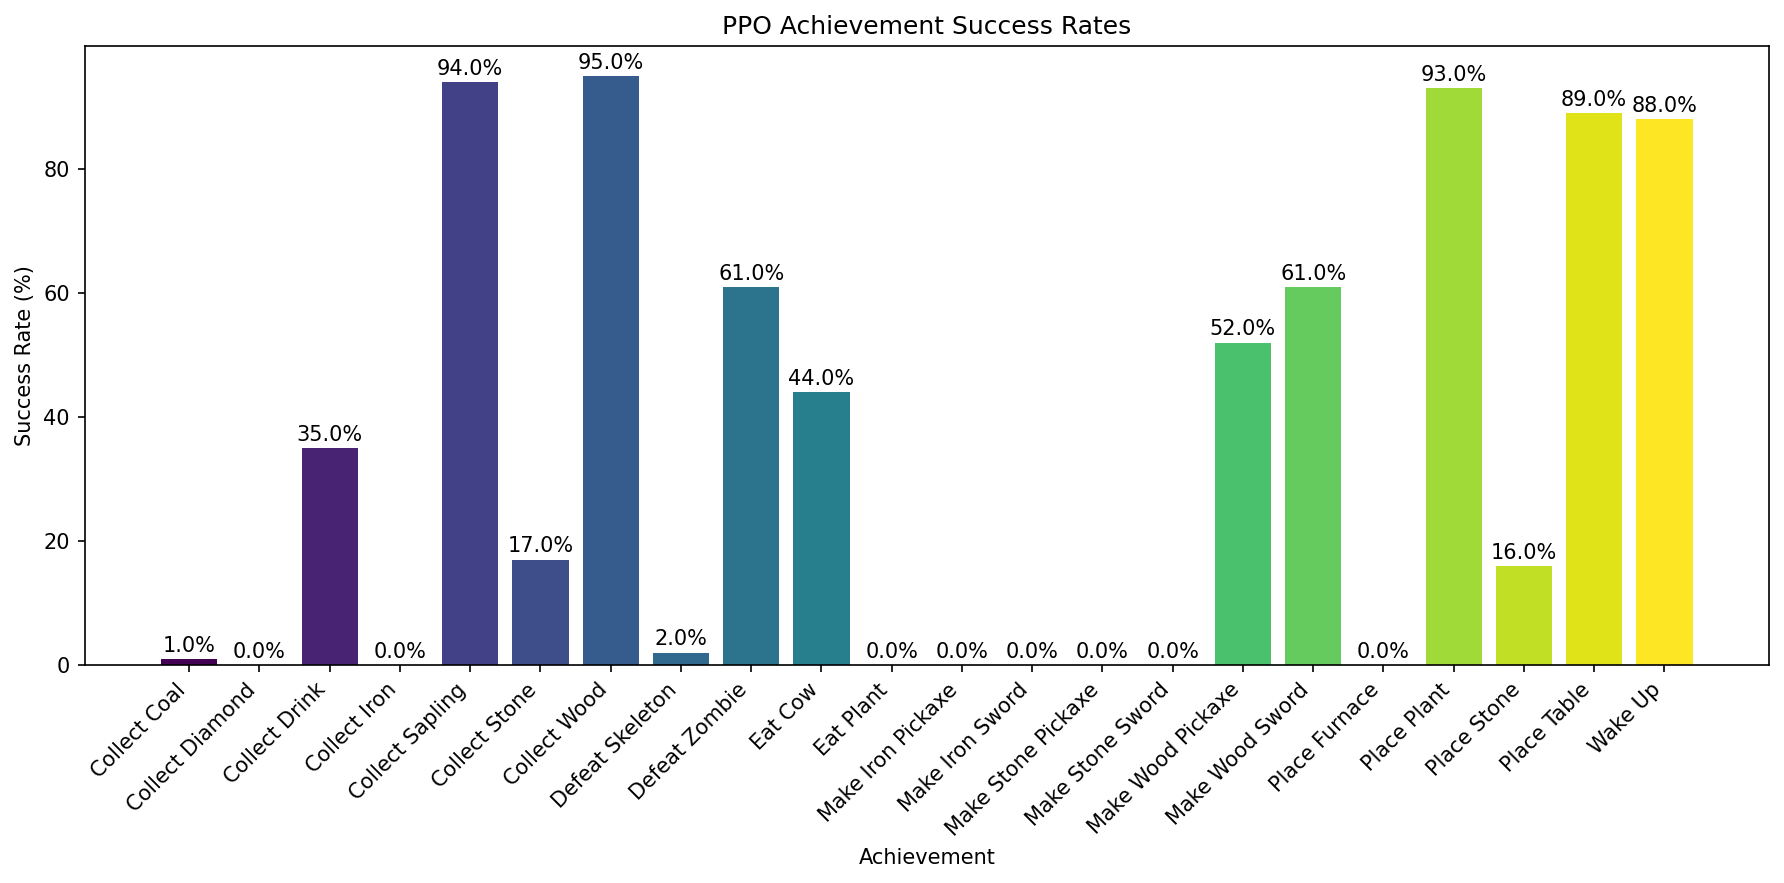 PPO Achievement Success Rates
Success Rate (%)
80
60
40
20
0
1.0%
0.0%
35.0%
0.0%
94.0%
17.0%
95.0%
2.0%
61.0%
44.0%
0.0%
0.0%
0.0%
0.0%
0.0%
52.0%
61.0%
0.0%
93.0%
16.0%
89.0%
88.0%
Collect Coal
Collect Diamond
Collect Drink
Collect Iron
Collect Sapling
Collect Stone
Collect Wood
Defeat Skeleton
Defeat Zombie
Eat Cow
Eat Plant
Make Iron Pickaxe
Make Iron Sword
Make Stone Pickaxe
Make Stone Sword
Make Wood Pickaxe
Make Wood Sword
Place Furnace
Place Plant
Place Stone
Place Table
Wake Up
Achievement